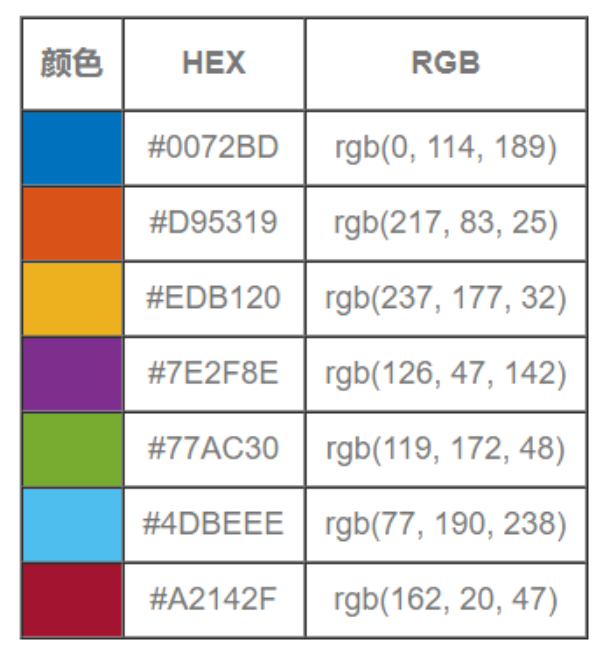 颜色 HEX RGB
#0072BD rgb(0, 114, 189)
#D95319 rgb(217, 83, 25)
#EDB120 rgb(237, 177, 32)
#7E2F8E rgb(126, 47, 142)
#77AC30 rgb(119, 172, 48)
#4DBEEE rgb(77, 190, 238)
#A2142F rgb(162, 20, 47)